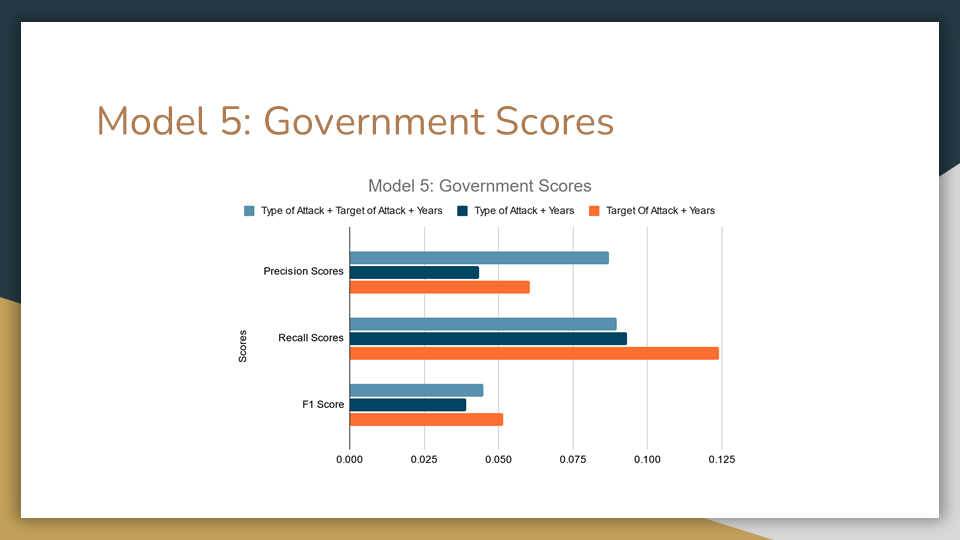 Model 5: Government Scores
Model 5: Government Scores
Type of Attack + Target of Attack + Years Type of Attack + Years Target Of Attack + Years
Precision Scores
Recall Scores
F1 Score
Scores
0.000 0.025 0.050 0.075 0.100 0.125